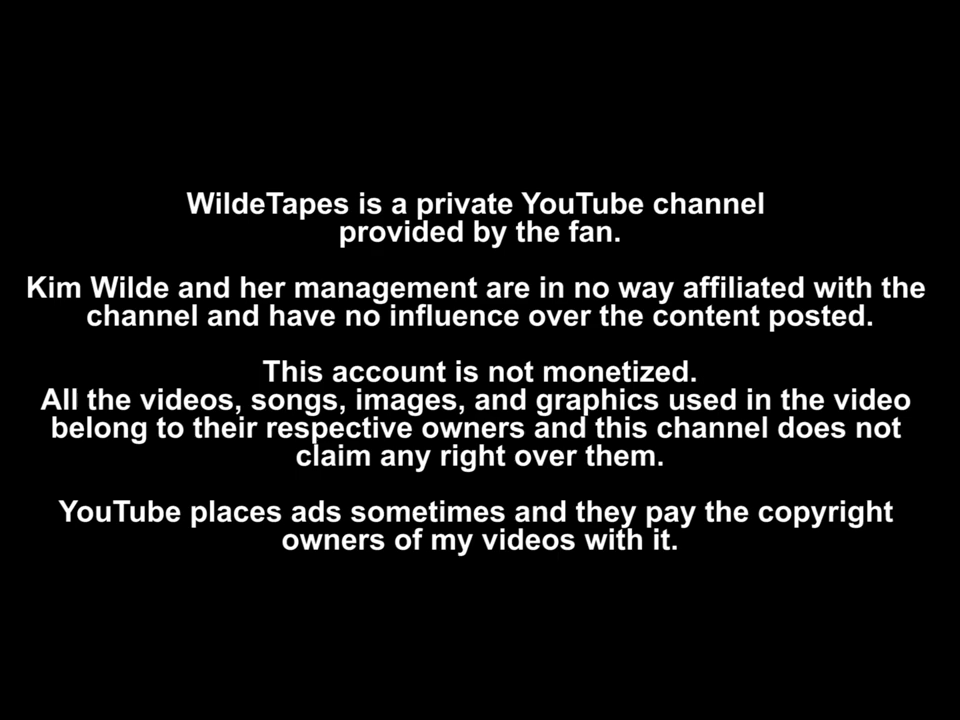 WildeTapes is a private YouTube channel
provided by the fan.
Kim Wilde and her management are in no way affiliated with the
channel and have no influence over the content posted.
This account is not monetized.
All the videos, songs, images, and graphics used in the video
belong to their respective owners and this channel does not
claim any right over them.
YouTube places ads sometimes and they pay the copyright
owners of my videos with it.